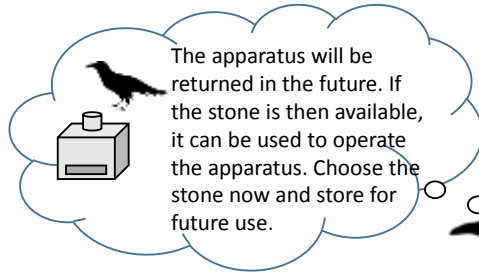 The apparatus will be
returned in the future. If
the stone is then available,
it can be used to operate
the apparatus. Choose the
stone now and store for
future use.